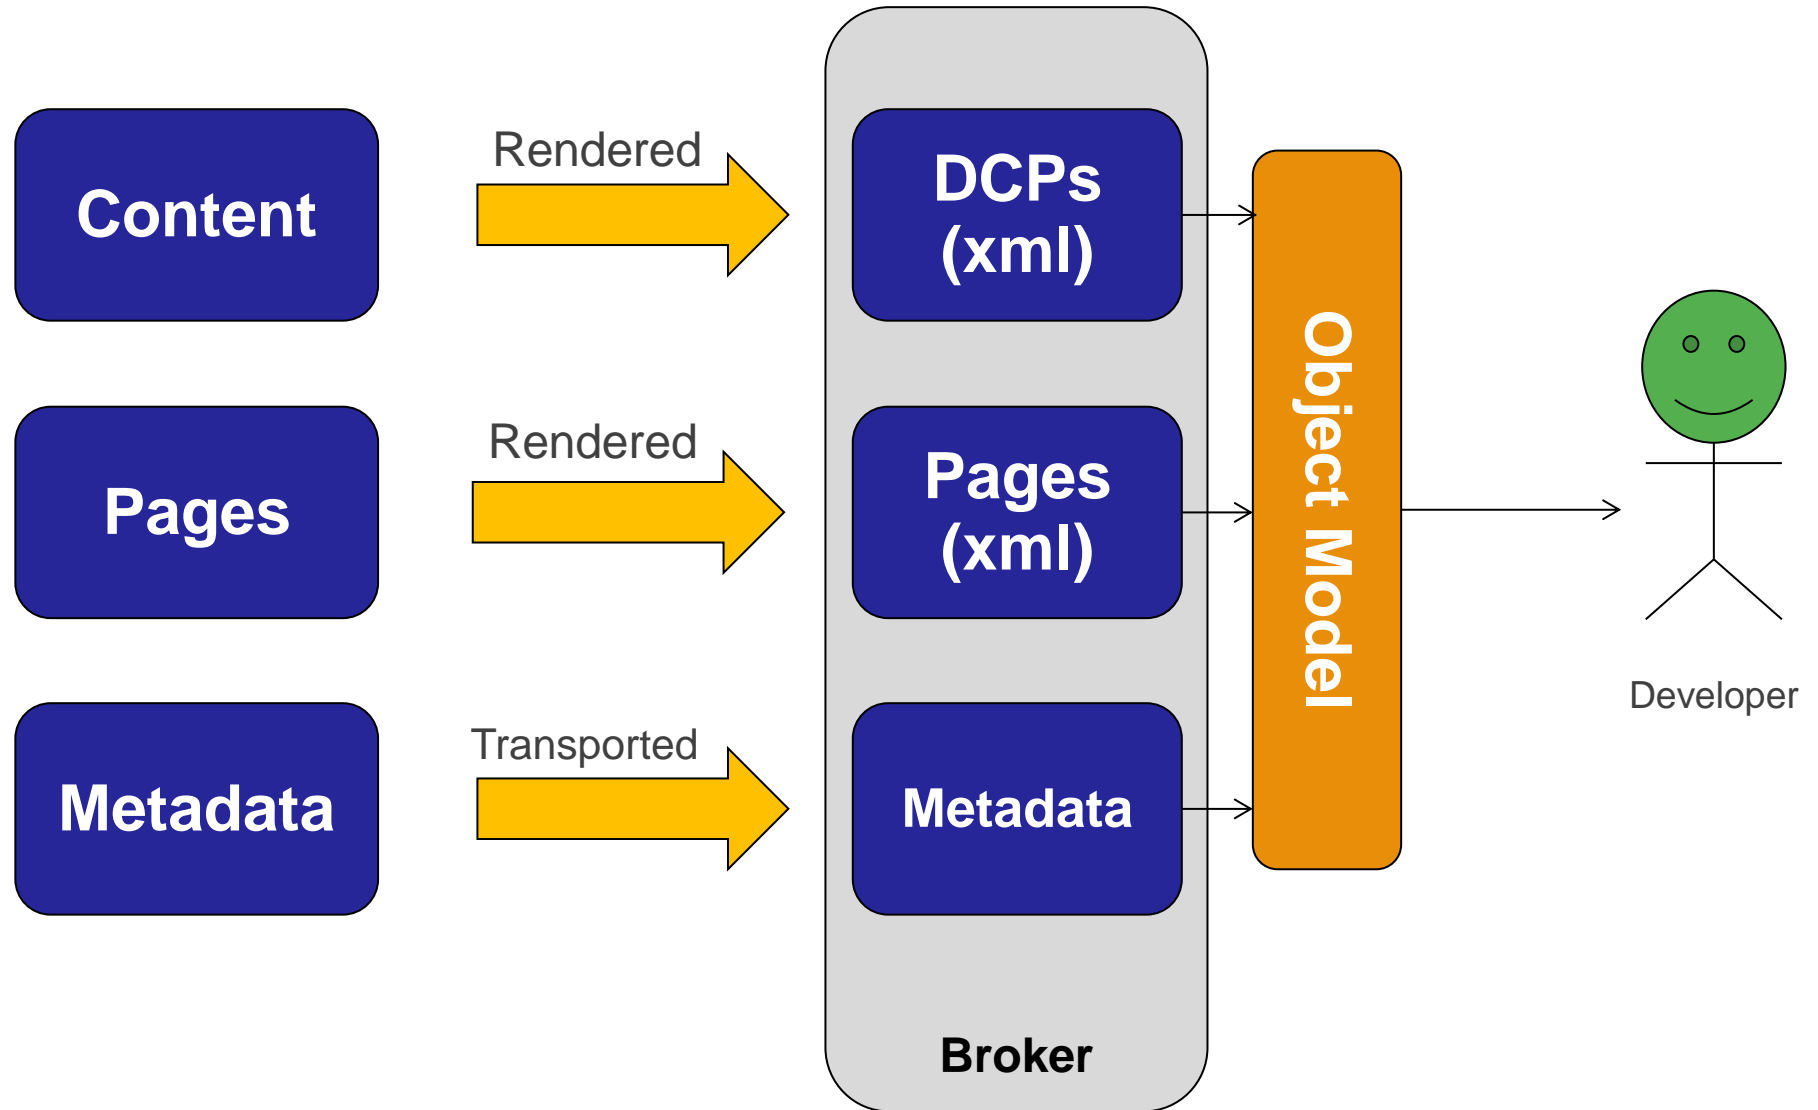 Content
Rendered
DCPs
(xml)
Pages
Rendered
Pages
(xml)
Metadata
Transported
Metadata
Broker
Object Model
Developer